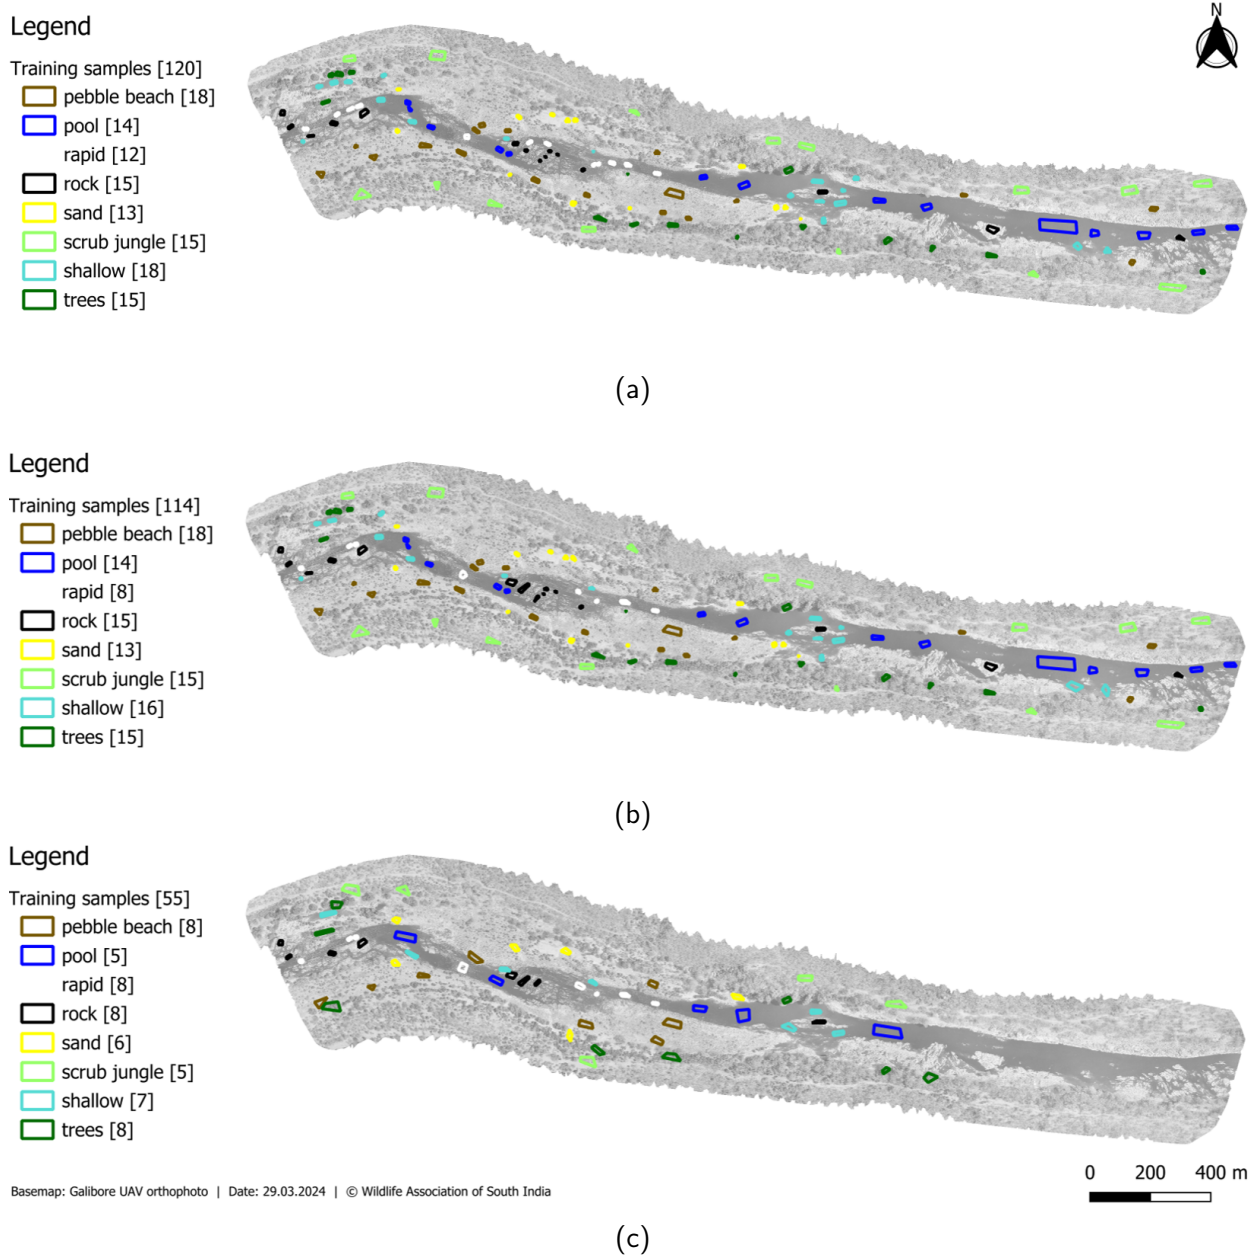 N
Legend
Training samples [120]
pebble beach [18]
pool [14]
rapid [12]
rock [15]
sand [13]
scrub jungle [15]
shallow [18]
trees [15]
(a)
Legend
Training samples [114]
pebble beach [18]
pool [14]
rapid [8]
rock [15]
sand [13]
scrub jungle [15]
shallow [16]
trees [15]
(b)
Legend
Training samples [55]
pebble beach [8]
pool [5]
rapid [8]
rock [8]
sand [6]
scrub jungle [5]
shallow [7]
trees [8]
0 200 400 m
Basemap: Galibore UAV orthophoto | Date: 29.03.2024 | © Wildlife Association of South India
(c)